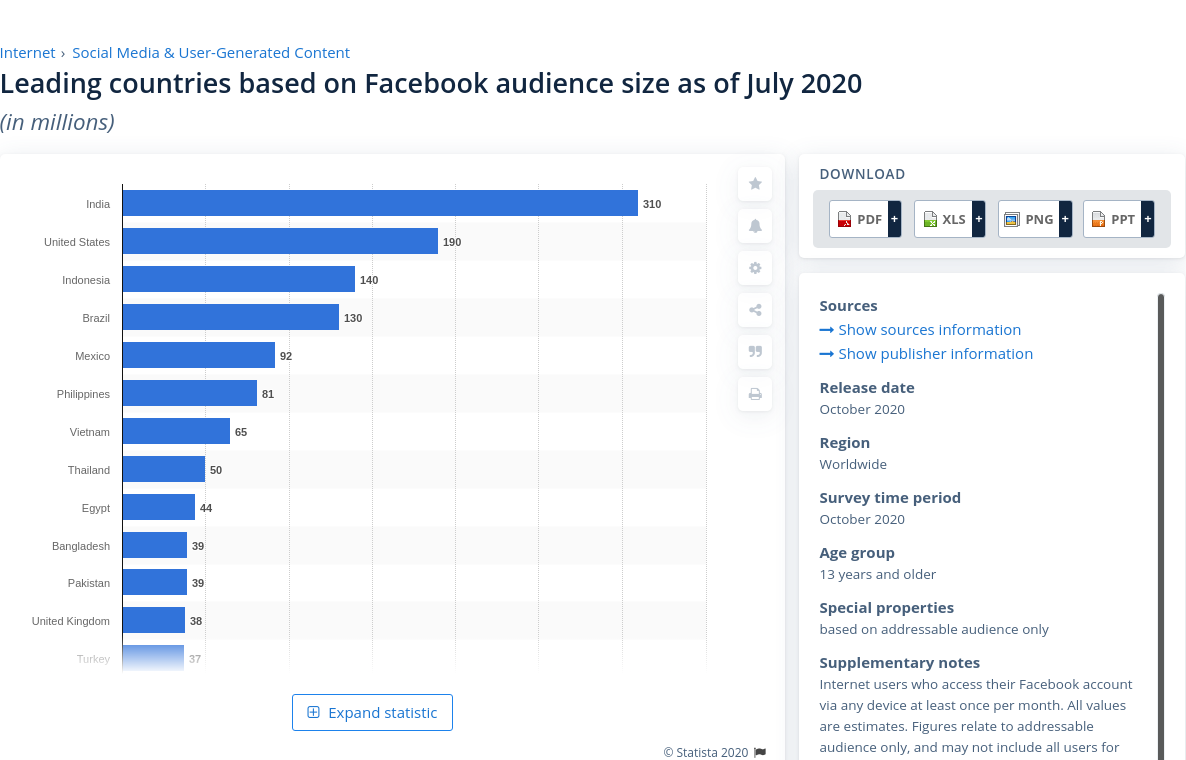 Internet › Social Media & User-Generated Content
Leading countries based on Facebook audience size as of July 2020
(in millions)
India 310
United States 190
Indonesia 140
Brazil 130
Mexico 92
Philippines 81
Vietnam 65
Thailand 50
Egypt 44
Bangladesh 39
Pakistan 39
United Kingdom 38
Turkey 37
Expand statistic
© Statista 2020
DOWNLOAD
PDF + XLS + PNG + PPT +
Sources
Show sources information
Show publisher information
Release date
October 2020
Region
Worldwide
Survey time period
October 2020
Age group
13 years and older
Special properties
based on addressable audience only
Supplementary notes
Internet users who access their Facebook account
via any device at least once per month. All values
are estimates. Figures relate to addressable
audience only, and may not include all users for